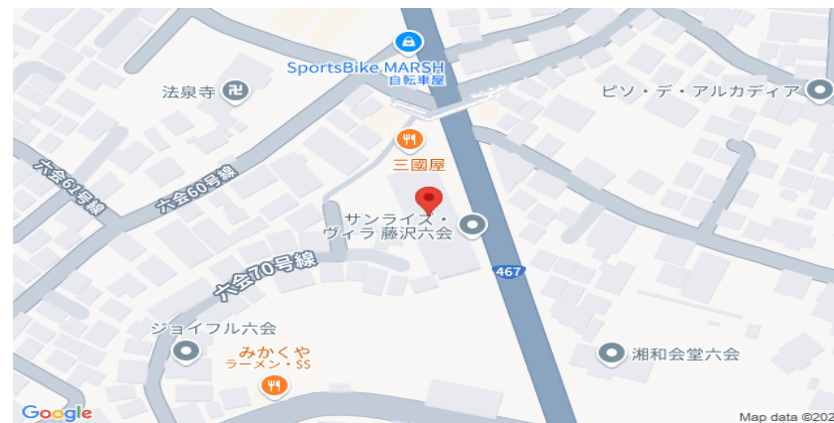 SportsBike MARSH
自転車屋
法泉寺
卍
ピソ・デ・アルカディア
三國屋
六会61号線
六会60号線
サンライズ・
ヴィラ 藤沢六会
467
六会70号線
ジョイフル六会
みかくや
ラーメン・$S
湘和会堂六会
Google
Map data ©202